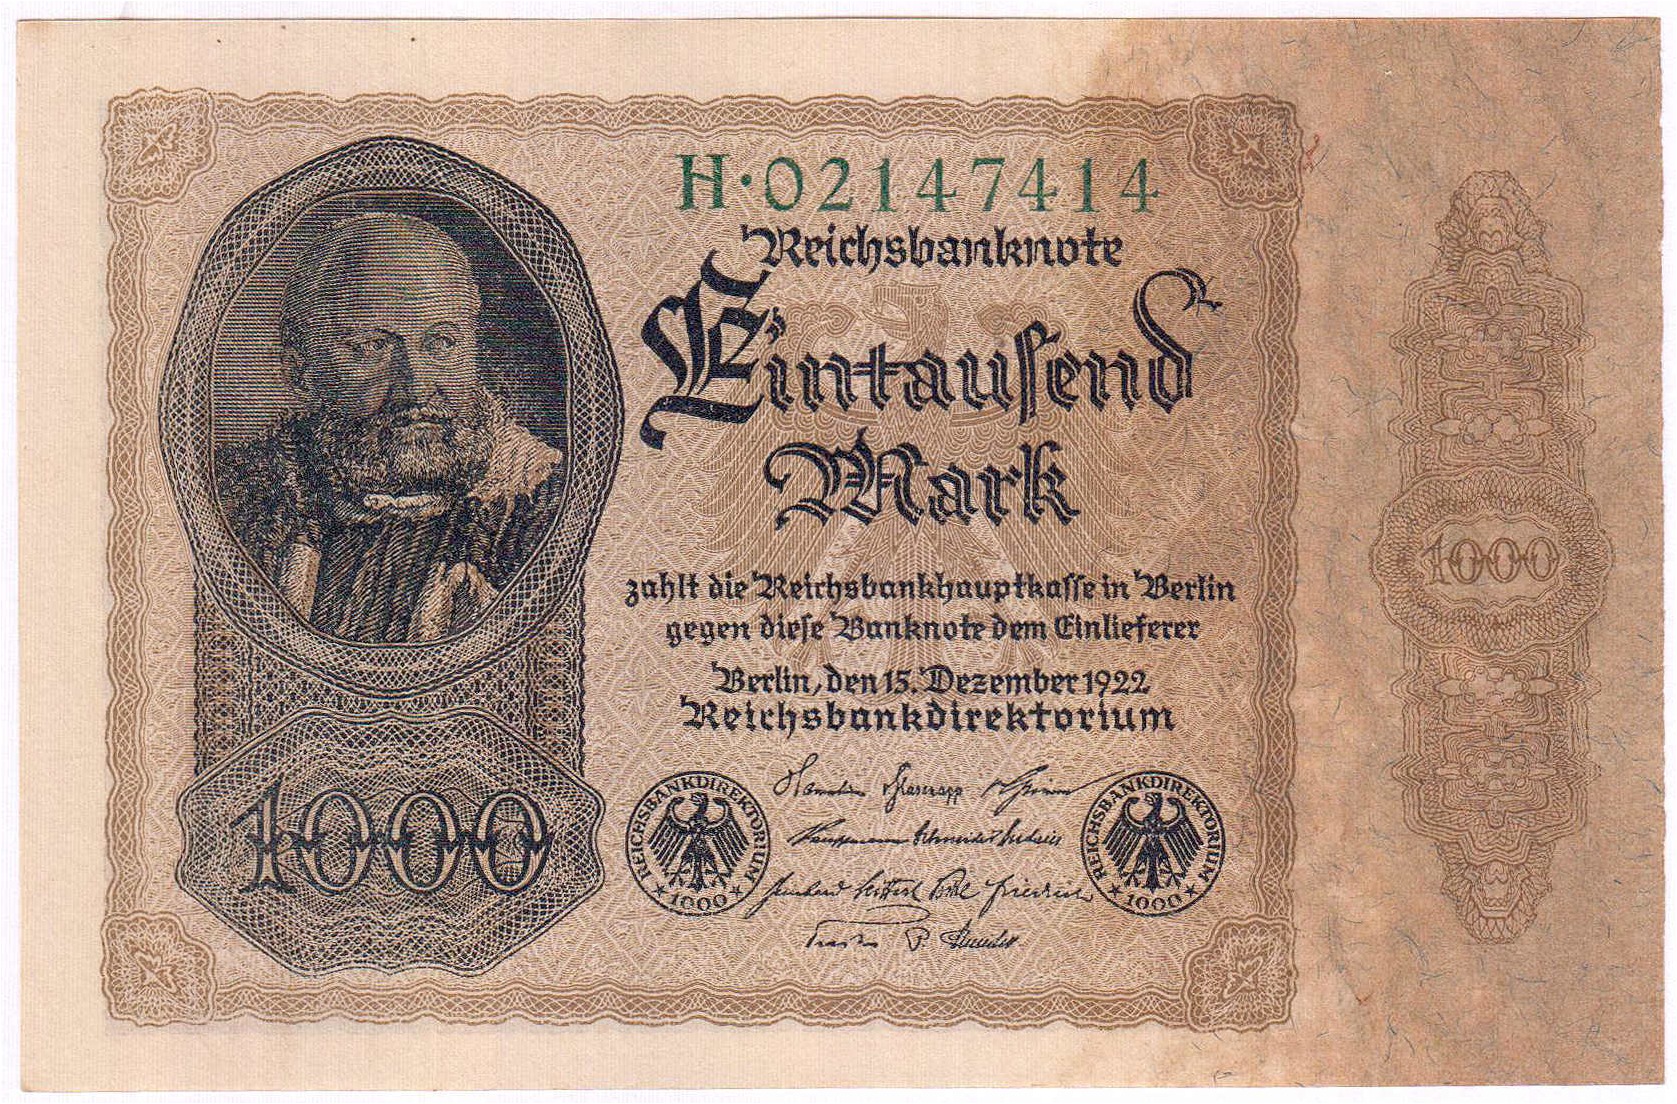 H·02147414
Reichsbanknote
Eintausend
Mark
zahlt die Reichsbankhauptkasse in Berlin
gegen diese Banknote dem Einlieferer
Berlin, den 15. Dezember 1922
Reichsbankdirektorium
1000
1000
REICHSBANKDIREKTORIUM
1000
REICHSBANKDIREKTORIUM
1000